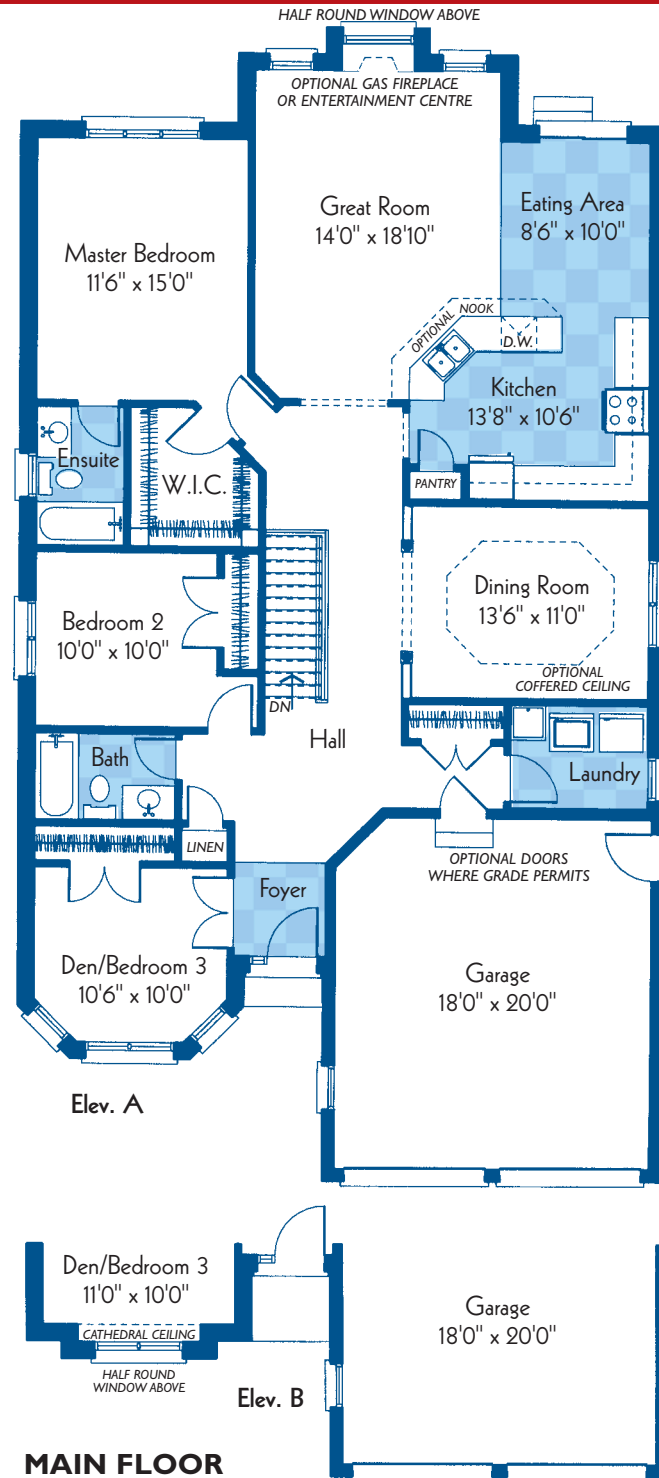 HALF ROUND WINDOW ABOVE
OPTIONAL GAS FIREPLACE
OR ENTERTAINMENT CENTRE
Great Room
14'0" x 18'10"
Eating Area
8'6" x 10'0"
Master Bedroom
11'6" x 15'0"
OPTIONAL NOOK
D.W.
Kitchen
13'8" x 10'6"
Ensuite
W.I.C.
PANTRY
Dining Room
13'6" x 11'0"
OPTIONAL
COFFERED CEILING
Bedroom 2
10'0" x 10'0"
DN
Hall
Bath
Laundry
LINEN
OPTIONAL DOORS
WHERE GRADE PERMITS
Foyer
Den/Bedroom 3
10'6" x 10'0"
Garage
18'0" x 20'0"
Elev. A
Den/Bedroom 3
11'0" x 10'0"
CATHEDRAL CEILING
HALF ROUND
WINDOW ABOVE
Garage
18'0" x 20'0"
Elev. B
MAIN FLOOR